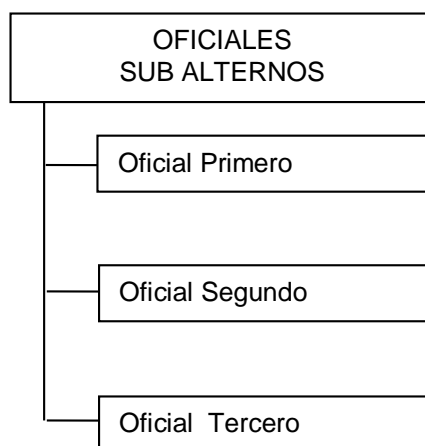 OFICIALES
SUB ALTERNOS
Oficial Primero
Oficial Segundo
Oficial Tercero